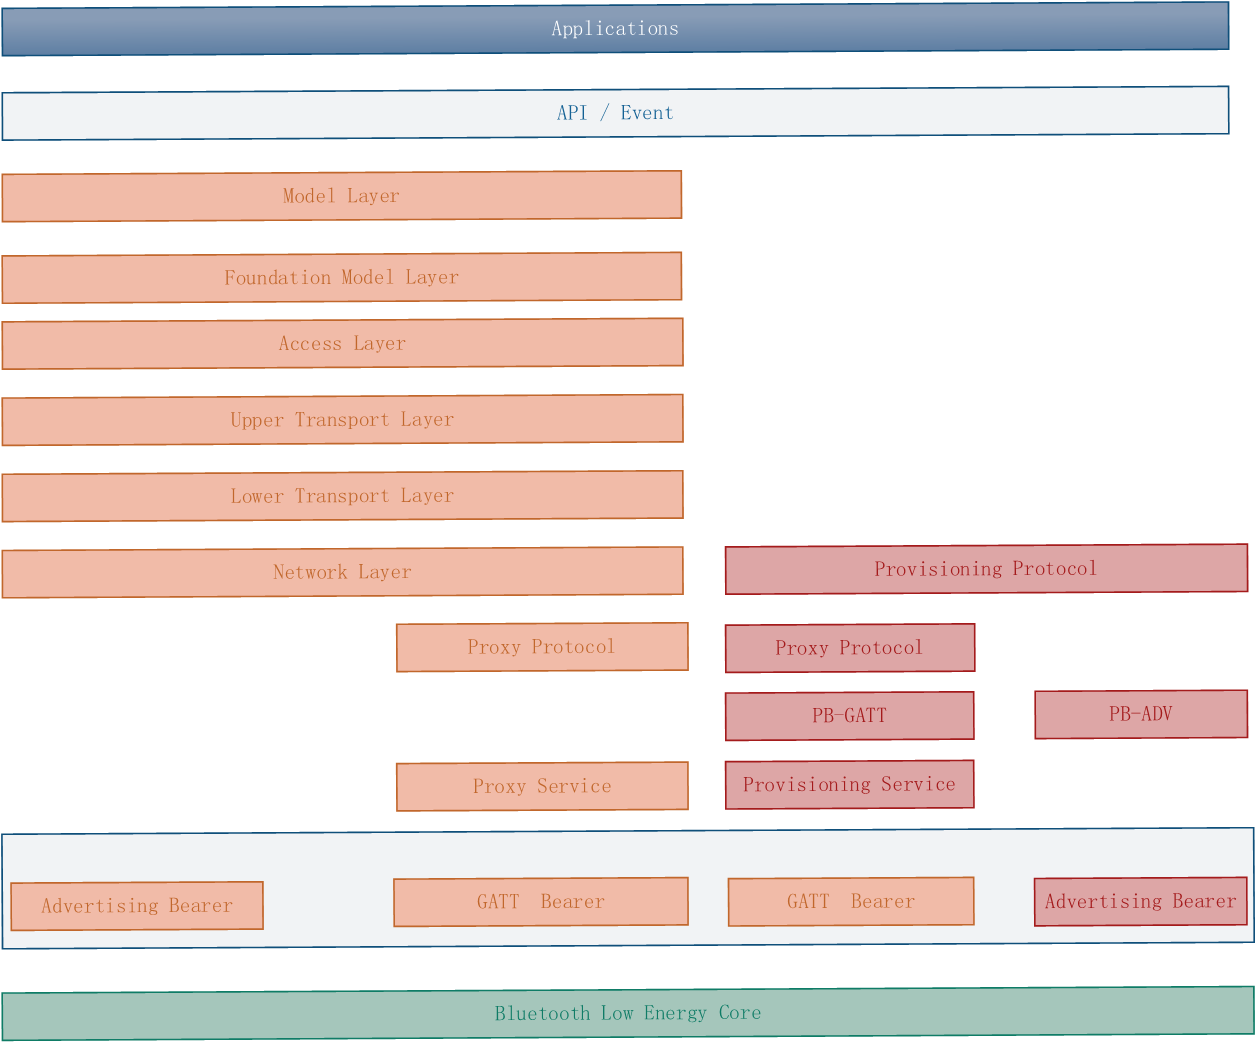 Applications
API / Event
Model Layer
Foundation Model Layer
Access Layer
Upper Transport Layer
Lower Transport Layer
Network Layer
Provisioning Protocol
Proxy Protocol
Proxy Protocol
PB-GATT
PB-ADV
Proxy Service
Provisioning Service
Advertising Bearer
GATT  Bearer
GATT  Bearer
Advertising Bearer
Bluetooth Low Energy Core